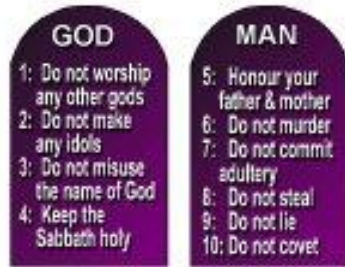 GOD
1: Do not worship
any other gods
2: Do not make
any idols
3: Do not misuse
the name of God
4: Keep the
Sabbath holy
MAN
5: Honour your
father & mother
6: Do not murder
7: Do not commit
adultery
8: Do not steal
9: Do not lie
10: Do not covet